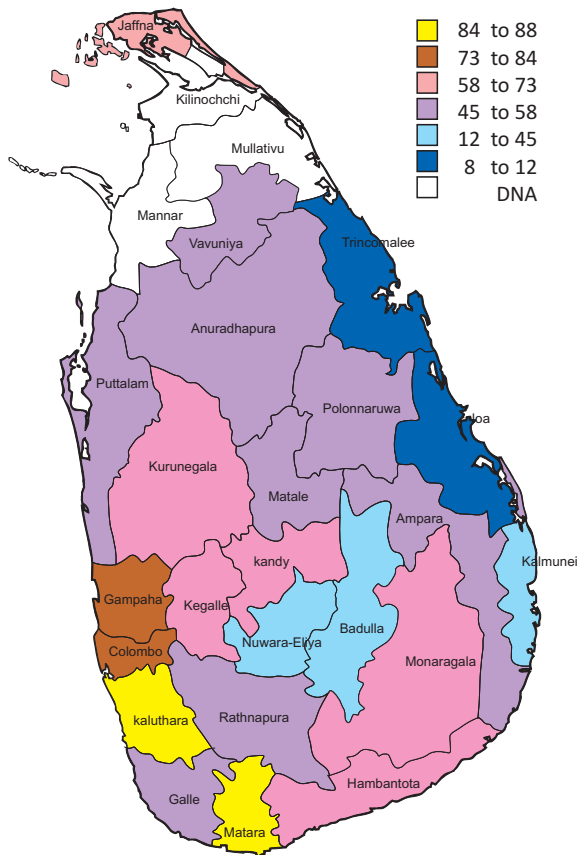 Jaffna
84 to 88
73 to 84
58 to 73
45 to 58
12 to 45
8 to 12
DNA
Kilinochchi
Mullativu
Mannar
Vavuniya
Trincomalee
Anuradhapura
Puttalam
Polonnaruwa
loa
Kurunegala
Matale
Ampara
kandy
Kalmunei
Gampaha
Kegalle
Nuwara-Eliya
Badulla
Colombo
Monaragala
kaluthara
Rathnapura
Hambantota
Galle
Matara